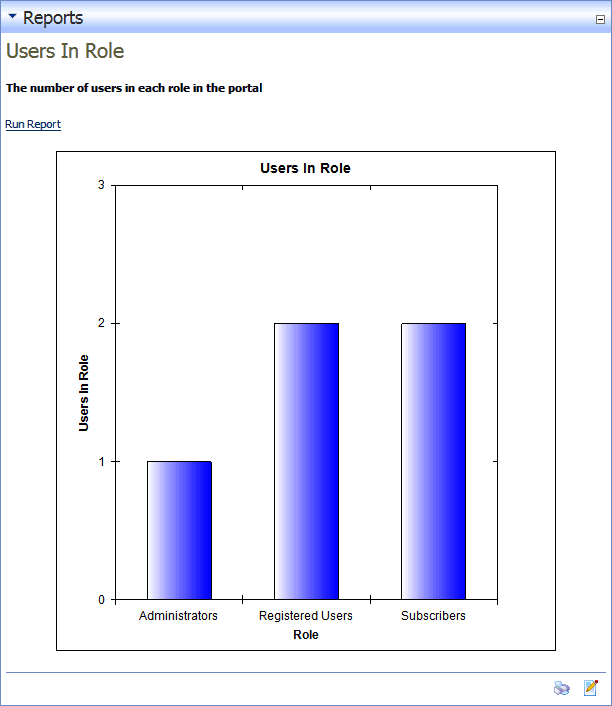 Reports
Users In Role
The number of users in each role in the portal
Run Report
Users In Role
3
2
1
0
Users In Role
Administrators Registered Users Subscribers
Role